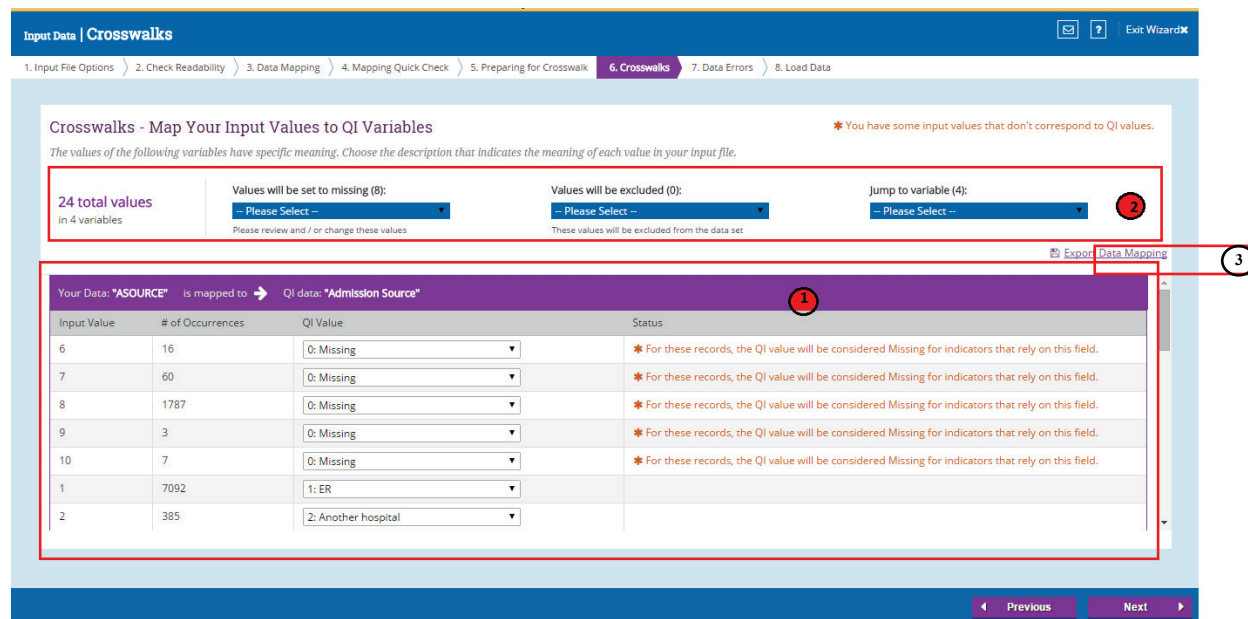 Input Data | Crosswalks
? Exit Wizard✖
1. Input File Options 2. Check Readability 3. Data Mapping 4. Mapping Quick Check 5. Preparing for Crosswalk 6. Crosswalks 7. Data Errors 8. Load Data
Crosswalks - Map Your Input Values to QI Variables
✱ You have some input values that don't correspond to QI values.
The values of the following variables have specific meaning. Choose the description that indicates the meaning of each value in your input file.
24 total values
in 4 variables
Values will be set to missing (8):
-- Please Select --
Please review and / or change these values
Values will be excluded (0):
-- Please Select --
These values will be excluded from the data set
Jump to variable (4):
-- Please Select --
2
Export Data Mapping
3
Your Data: "ASOURCE" is mapped to ➔ QI data: "Admission Source"
1
Input Value # of Occurrences QI Value Status
6 16 0: Missing ✱ For these records, the QI value will be considered Missing for indicators that rely on this field.
7 60 0: Missing ✱ For these records, the QI value will be considered Missing for indicators that rely on this field.
8 1787 0: Missing ✱ For these records, the QI value will be considered Missing for indicators that rely on this field.
9 3 0: Missing ✱ For these records, the QI value will be considered Missing for indicators that rely on this field.
10 7 0: Missing ✱ For these records, the QI value will be considered Missing for indicators that rely on this field.
1 7092 1: ER
2 385 2: Another hospital
Previous Next